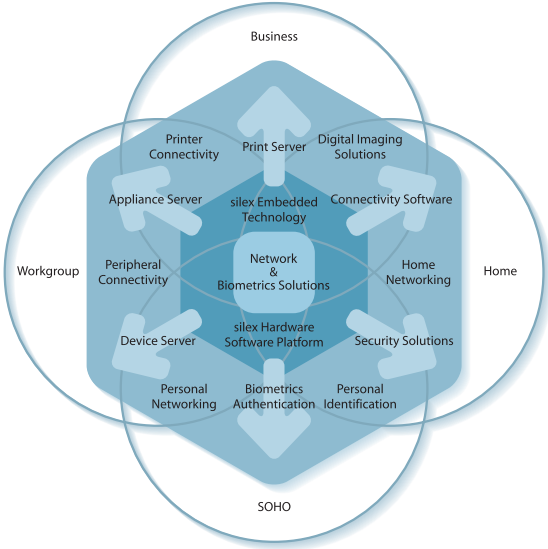 Business
Printer
Connectivity
Print Server
Digital Imaging
Solutions
Appliance Server
silex Embedded
Technology
Connectivity Software
Workgroup
Peripheral
Connectivity
Network
&
Biometrics Solutions
Home
Networking
Home
Device Server
silex Hardware
Software Platform
Security Solutions
Personal
Networking
Biometrics
Authentication
Personal
Identification
SOHO